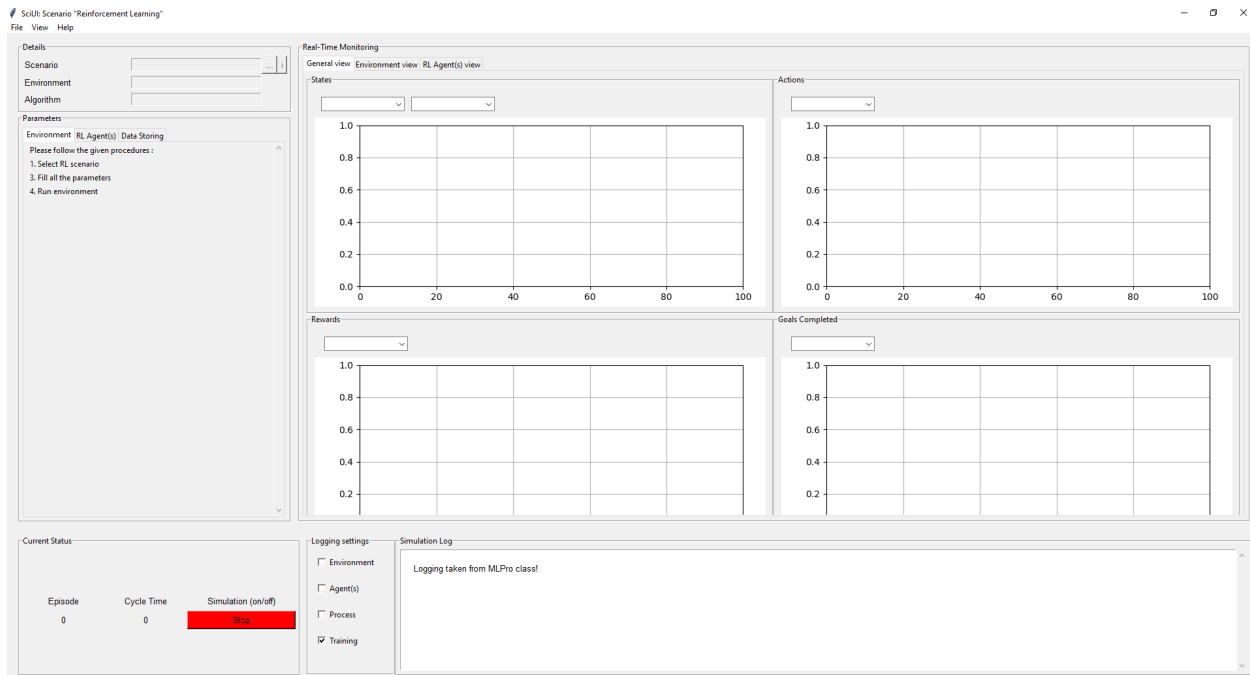 SciUI: Scenario "Reinforcement Learning"
File View Help
Details
Scenario ... i
Environment
Algorithm
Parameters
Environment RL Agent(s) Data Storing
Please follow the given procedures :
1. Select RL scenario
3. Fill all the parameters
4. Run environment
Real-Time Monitoring
General view Environment view RL Agent(s) view
States
1.0
0.8
0.6
0.4
0.2
0.0
0 20 40 60 80 100
Actions
1.0
0.8
0.6
0.4
0.2
0.0
0 20 40 60 80 100
Rewards
1.0
0.8
0.6
0.4
0.2
Goals Completed
1.0
0.8
0.6
0.4
0.2
Current Status
Episode Cycle Time Simulation (on/off)
0 0 Stop
Logging settings
Environment
Agent(s)
Process
Training
Simulation Log
Logging taken from MLPro class!